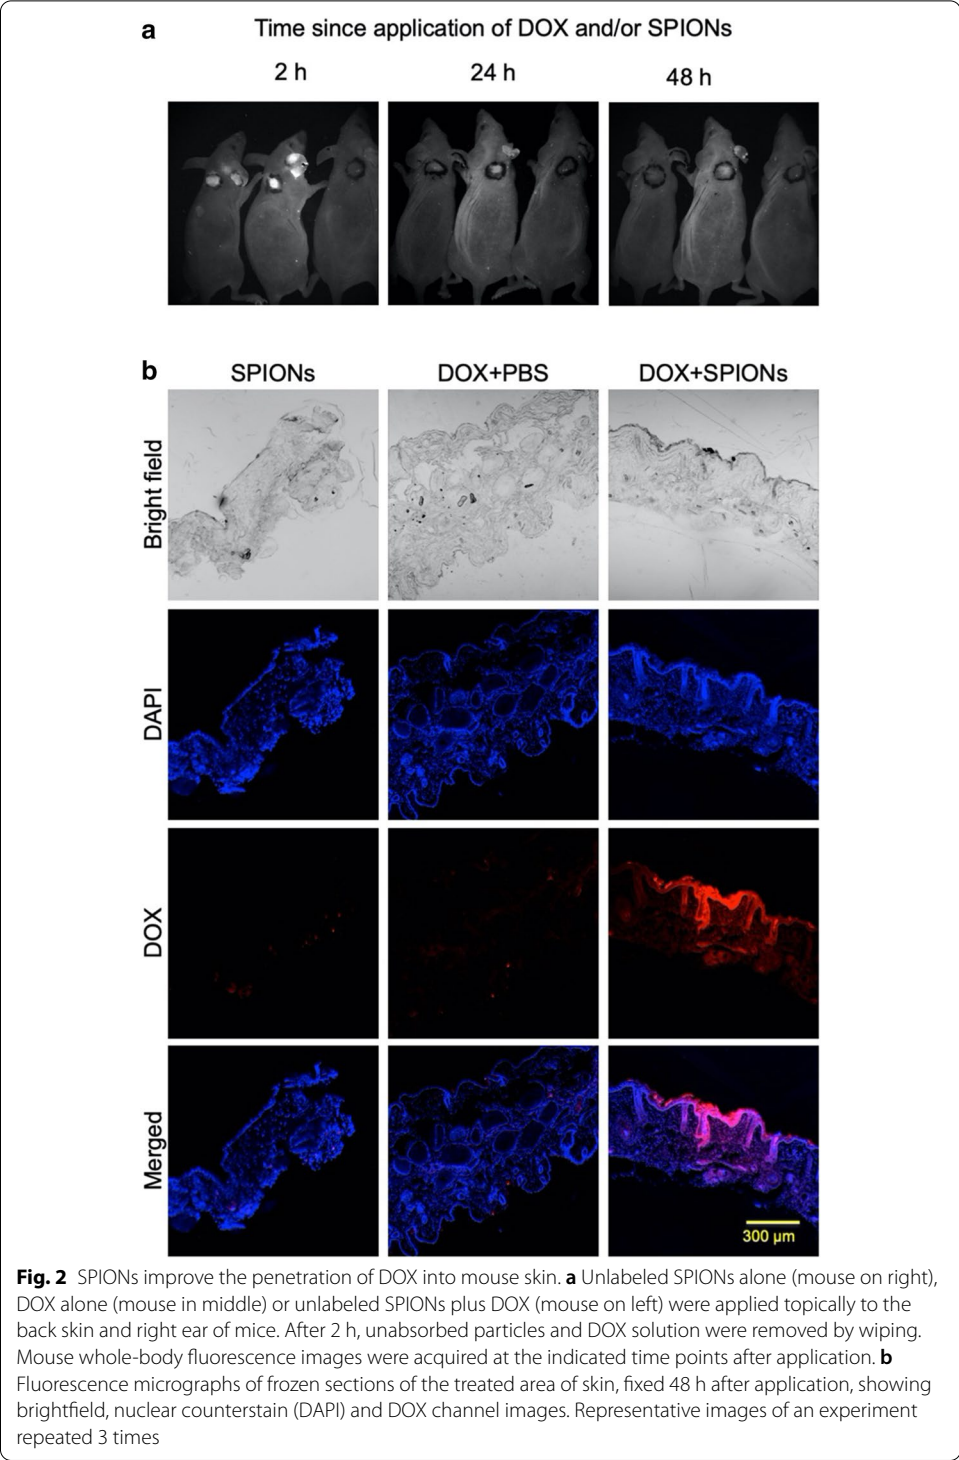 a
Time since application of DOX and/or SPIONs
2 h
24 h
48 h
b
SPIONs
DOX+PBS
DOX+SPIONs
Bright field
DAPI
DOX
Merged
300 µm
Fig. 2 SPIONs improve the penetration of DOX into mouse skin. a Unlabeled SPIONs alone (mouse on right),
DOX alone (mouse in middle) or unlabeled SPIONs plus DOX (mouse on left) were applied topically to the
back skin and right ear of mice. After 2 h, unabsorbed particles and DOX solution were removed by wiping.
Mouse whole-body fluorescence images were acquired at the indicated time points after application. b
Fluorescence micrographs of frozen sections of the treated area of skin, fixed 48 h after application, showing
brightfield, nuclear counterstain (DAPI) and DOX channel images. Representative images of an experiment
repeated 3 times